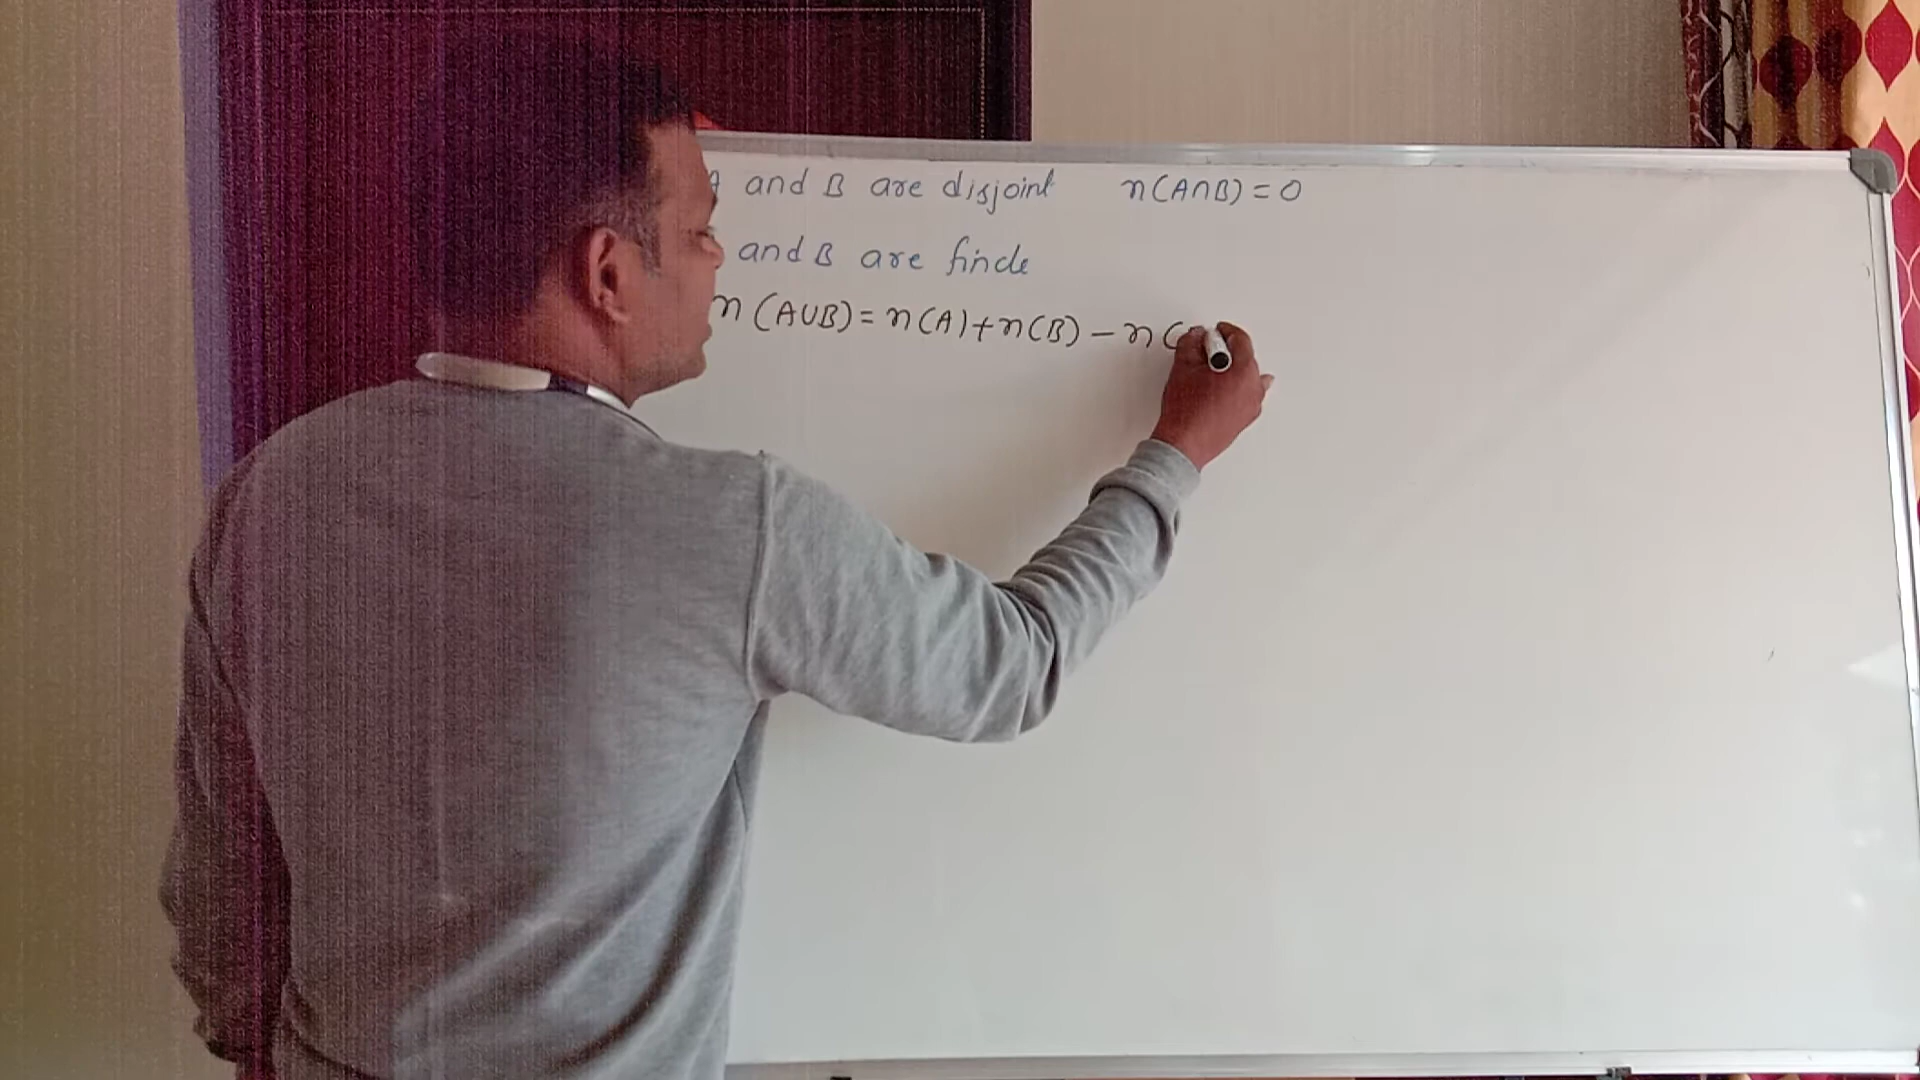 A and B are disjoint n(A∩B) = 0
and B are finite
n(A∪B) = n(A) + n(B) - n(